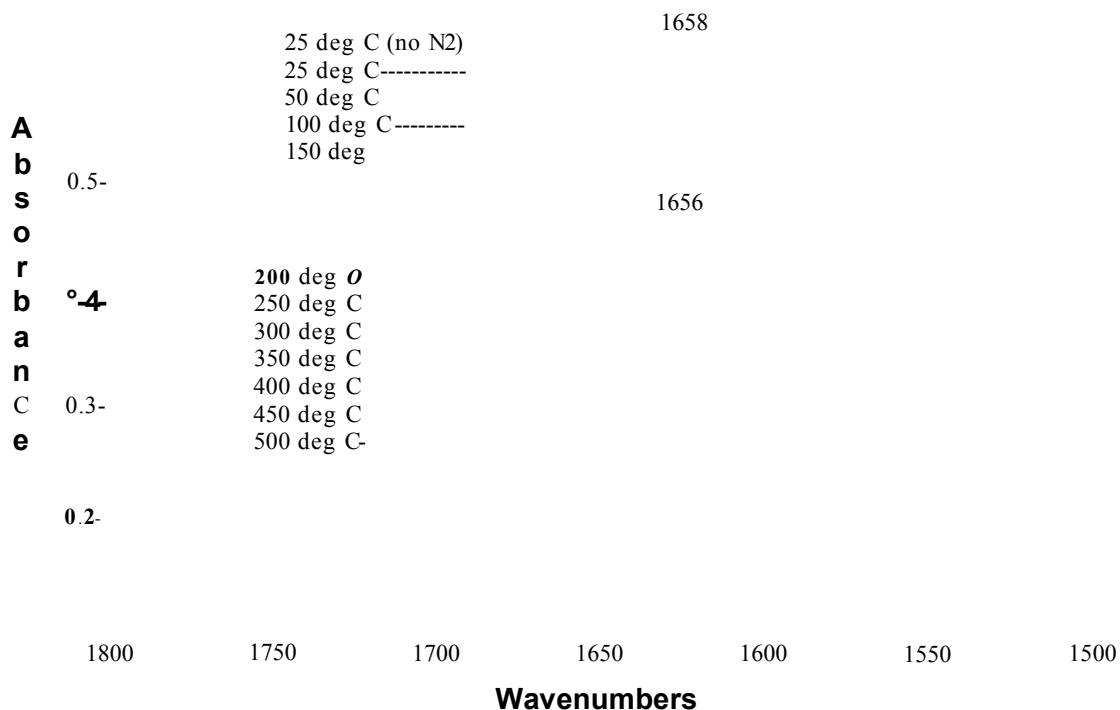 1658
25 deg C (no N2)
25 deg C-----------
50 deg C
100 deg C---------
150 deg
0.5-
1656
200 deg O
°-4-
250 deg C
300 deg C
350 deg C
400 deg C
0.3-
450 deg C
500 deg C-
0.2-
A
b
s
o
r
b
a
n
C
e
1800 1750 1700 1650 1600 1550 1500
Wavenumbers